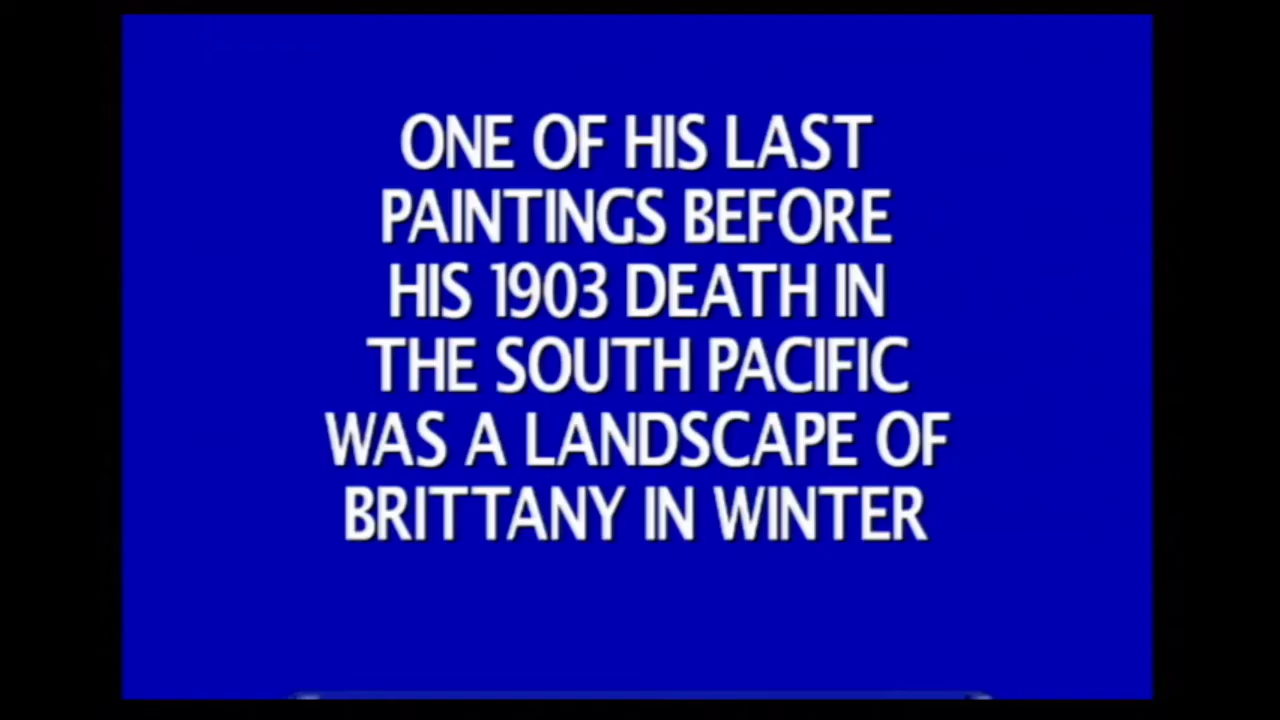 ONE OF HIS LAST
PAINTINGS BEFORE
HIS 1903 DEATH IN
THE SOUTH PACIFIC
WAS A LANDSCAPE OF
BRITTANY IN WINTER